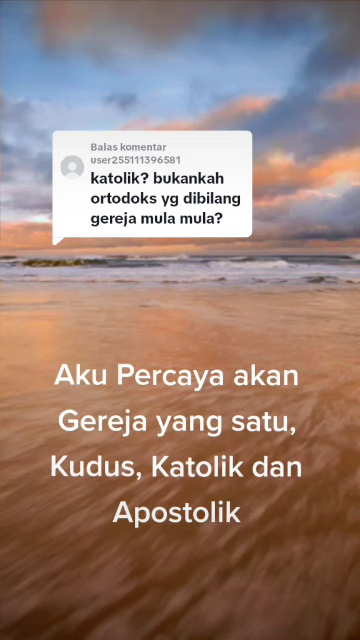 Balas komentar
user255111396581
katolik? bukankah
ortodoks yg dibilang
gereja mula mula?
Aku Percaya akan
Gereja yang satu,
Kudus, Katolik dan
Apostolik